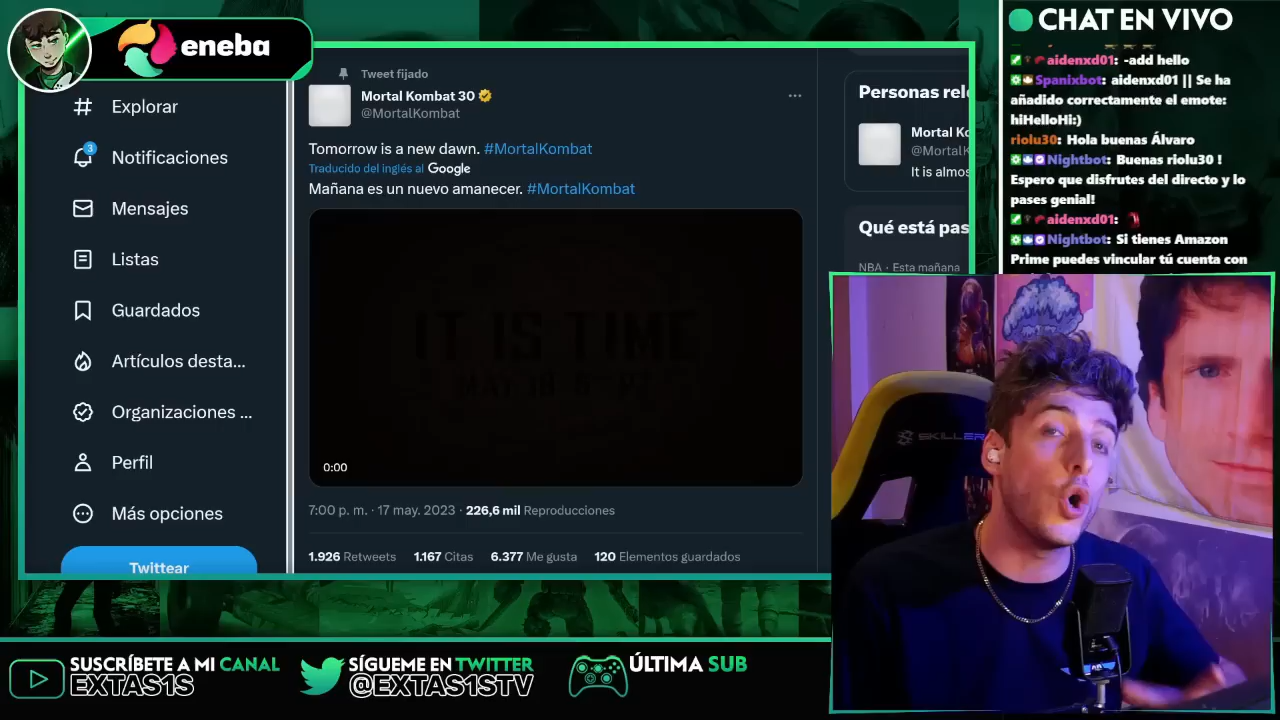 eneba
Explorar
3
Notificaciones
Mensajes
Listas
Guardados
Artículos desta...
Organizaciones ...
Perfil
Más opciones
Twittear
Tweet fijado
Mortal Kombat 30
@MortalKombat
Tomorrow is a new dawn. #MortalKombat
Traducido del inglés al Google
Mañana es un nuevo amanecer. #MortalKombat
IT IS TIME
0:00
7:00 p. m. · 17 may. 2023 · 226,6 mil Reproducciones
1.926 Retweets 1.167 Citas 6.377 Me gusta 120 Elementos guardados
Personas rel
Mortal Ko
@MortalK
It is almos
Qué está pas
NBA · Esta mañana
CHAT EN VIVO
aidenxd01: -add hello
Spanixbot: aidenxd01 || Se ha
añadido correctamente el emote:
hiHelloHi:)
riolu30: Hola buenas Álvaro
Nightbot: Buenas riolu30 !
Espero que disfrutes del directo y lo
pases genial!
aidenxd01:
Nightbot: Si tienes Amazon
Prime puedes vincular tú cuenta con
SKILLER
SUSCRÍBETE A MI CANAL
EXTAS1S
SÍGUEME EN TWITTER
@EXTAS1STV
ÚLTIMA SUB